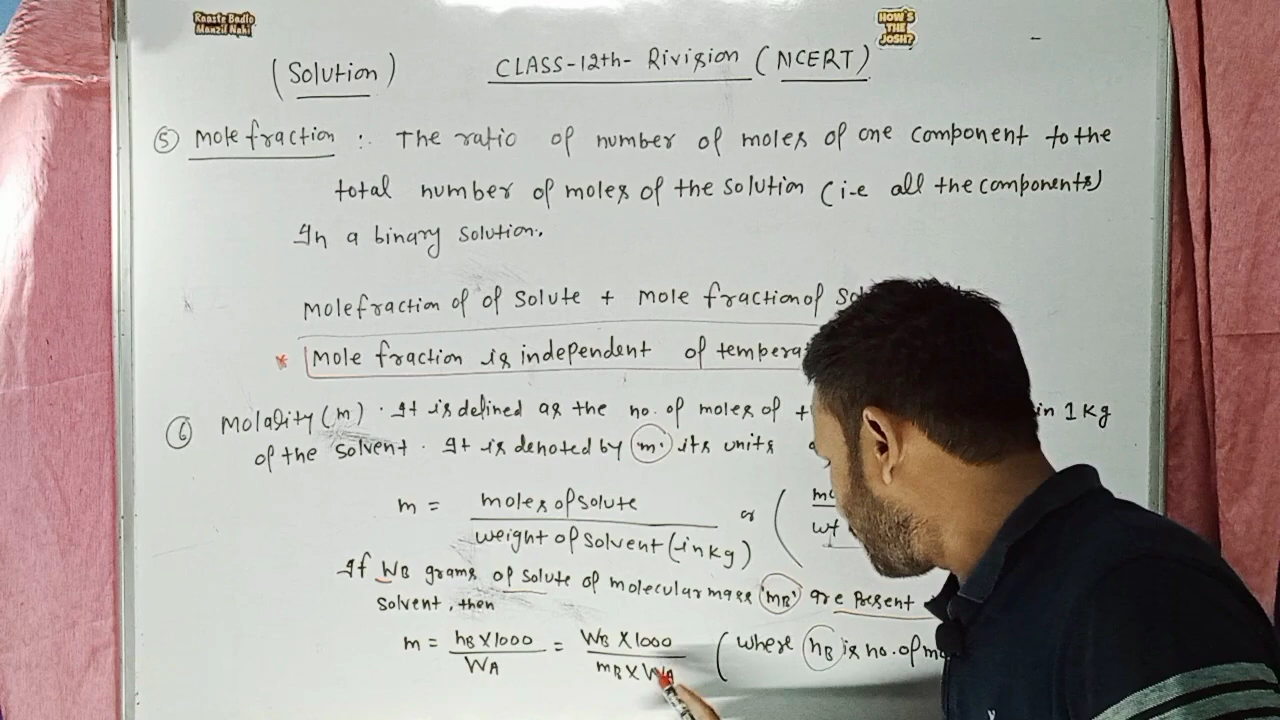 Raaste Badlo
Manzil Nahi
HOW'S
THE
JOSH?
(Solution) CLASS-12th- Rivision (NCERT)
⑤ Mole fraction :. The ratio of number of moles of one component to the
total number of moles of the solution (i.e all the components)
In a binary solution.
Molefraction of of solute + mole fraction of
* Mole fraction is independent of
⑥ Molality (m) . It is defined as the no. of moles of in 1 Kg
of the solvent . It is denoted by 'm' its units
m = moles of solute / weight of solvent (in kg) or (
If WB grams of solute of molecular mass 'mB' are present
solvent, then
m = nB X 1000 / WA = WB X 1000 / mB X WA (where nB is no. of